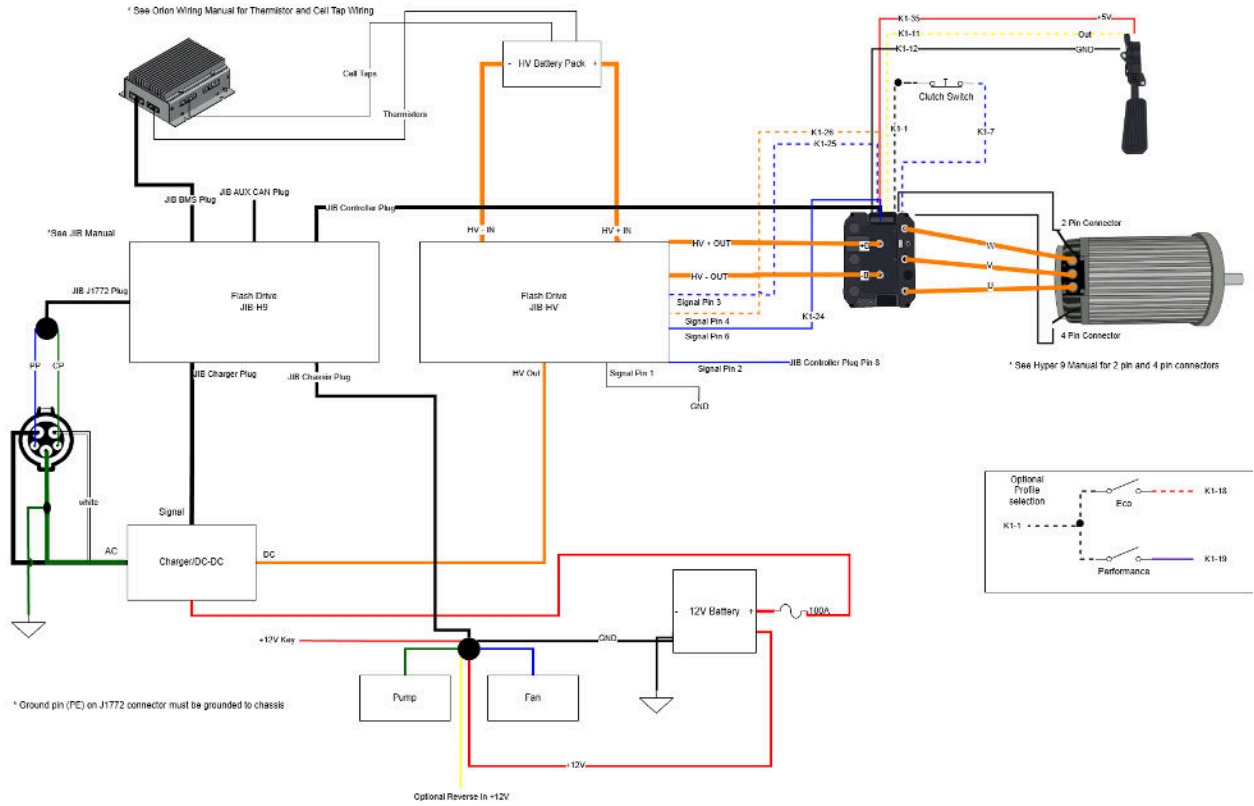 * See Orion Wiring Manual for Thermistor and Cell Tap Wiring
K1-35
+5V
K1-11
Out
K1-12
GND
- HV Battery Pack +
Cell Taps
Clutch Switch
Thermistors
K1-26
K1-25
K1-1
K1-7
JIB BMS Plug
JIB AUX CAN Plug
JIB Controller Plug
2 Pin Connector
*See JIB Manual
HV - IN
HV + IN
HV + OUT
+B
W
V
JIB-J1772 Plug
Flash Drive
JIB-H9
Flash Drive
JIB-HV
HV - OUT
-B
U
Signal Pin 3
K1-24
Signal Pin 4
Signal Pin 6
4 Pin Connector
PP
CP
JIB Charger Plug
JIB Chassis Plug
HV Out
Signal Pin 1
Signal Pin 2
JIB Controller Plug Pin 8
* See Hyper 9 Manual for 2 pin and 4 pin connectors
GND
white
Optional
Profile
selection
K1-18
Eco
K1-1
Signal
AC
Charger/DC-DC
DC
K1-19
Performance
- 12V Battery +
100A
+12V Key
GND
Pump
Fan
* Ground pin (PE) on J1772 connector must be grounded to chassis
+12V
Optional Reverse In +12V